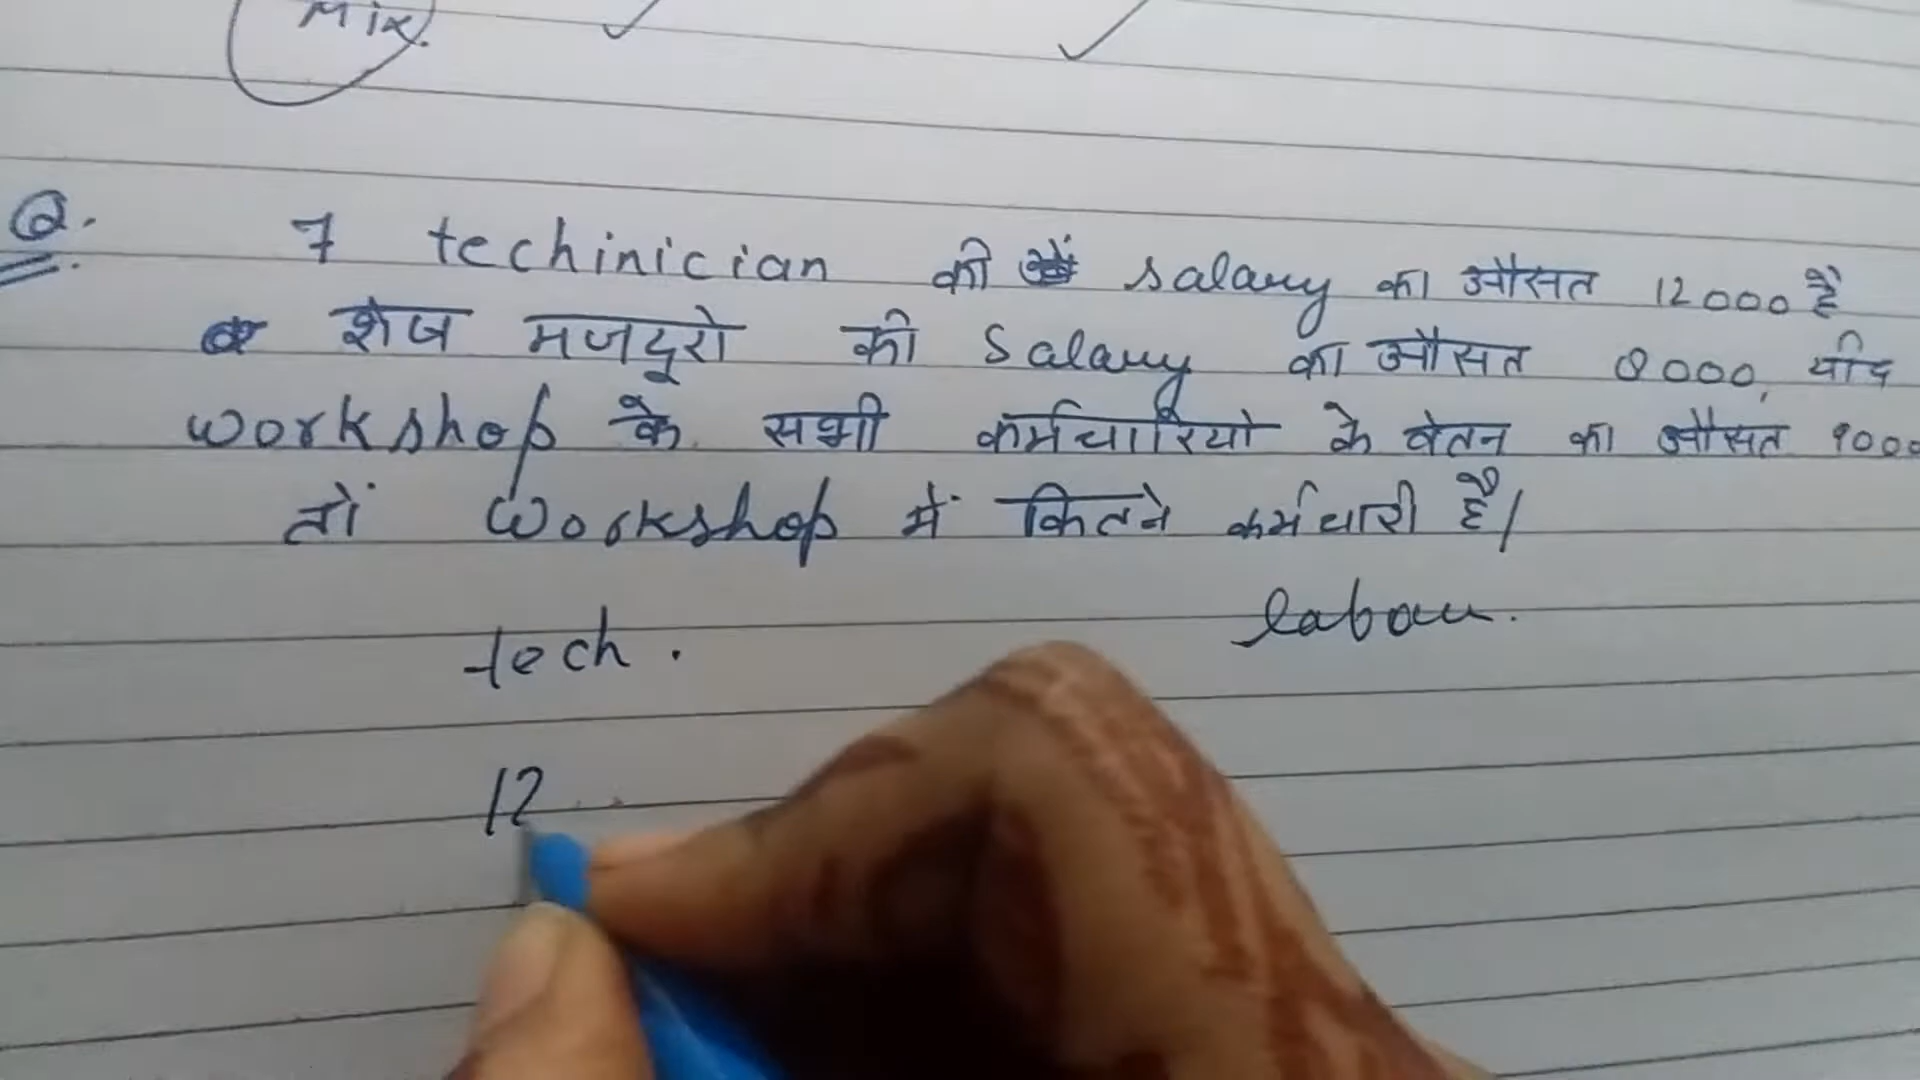 Mix.
Q. 7 techinician की salary का औसत 12000 है
शेष मजदूरो की salary का औसत 8000, यदि
workshop के सभी कर्मचारियो के वेतन का औसत 9000
तों workshop में कितने कर्मचारी है।
tech. labour.
12